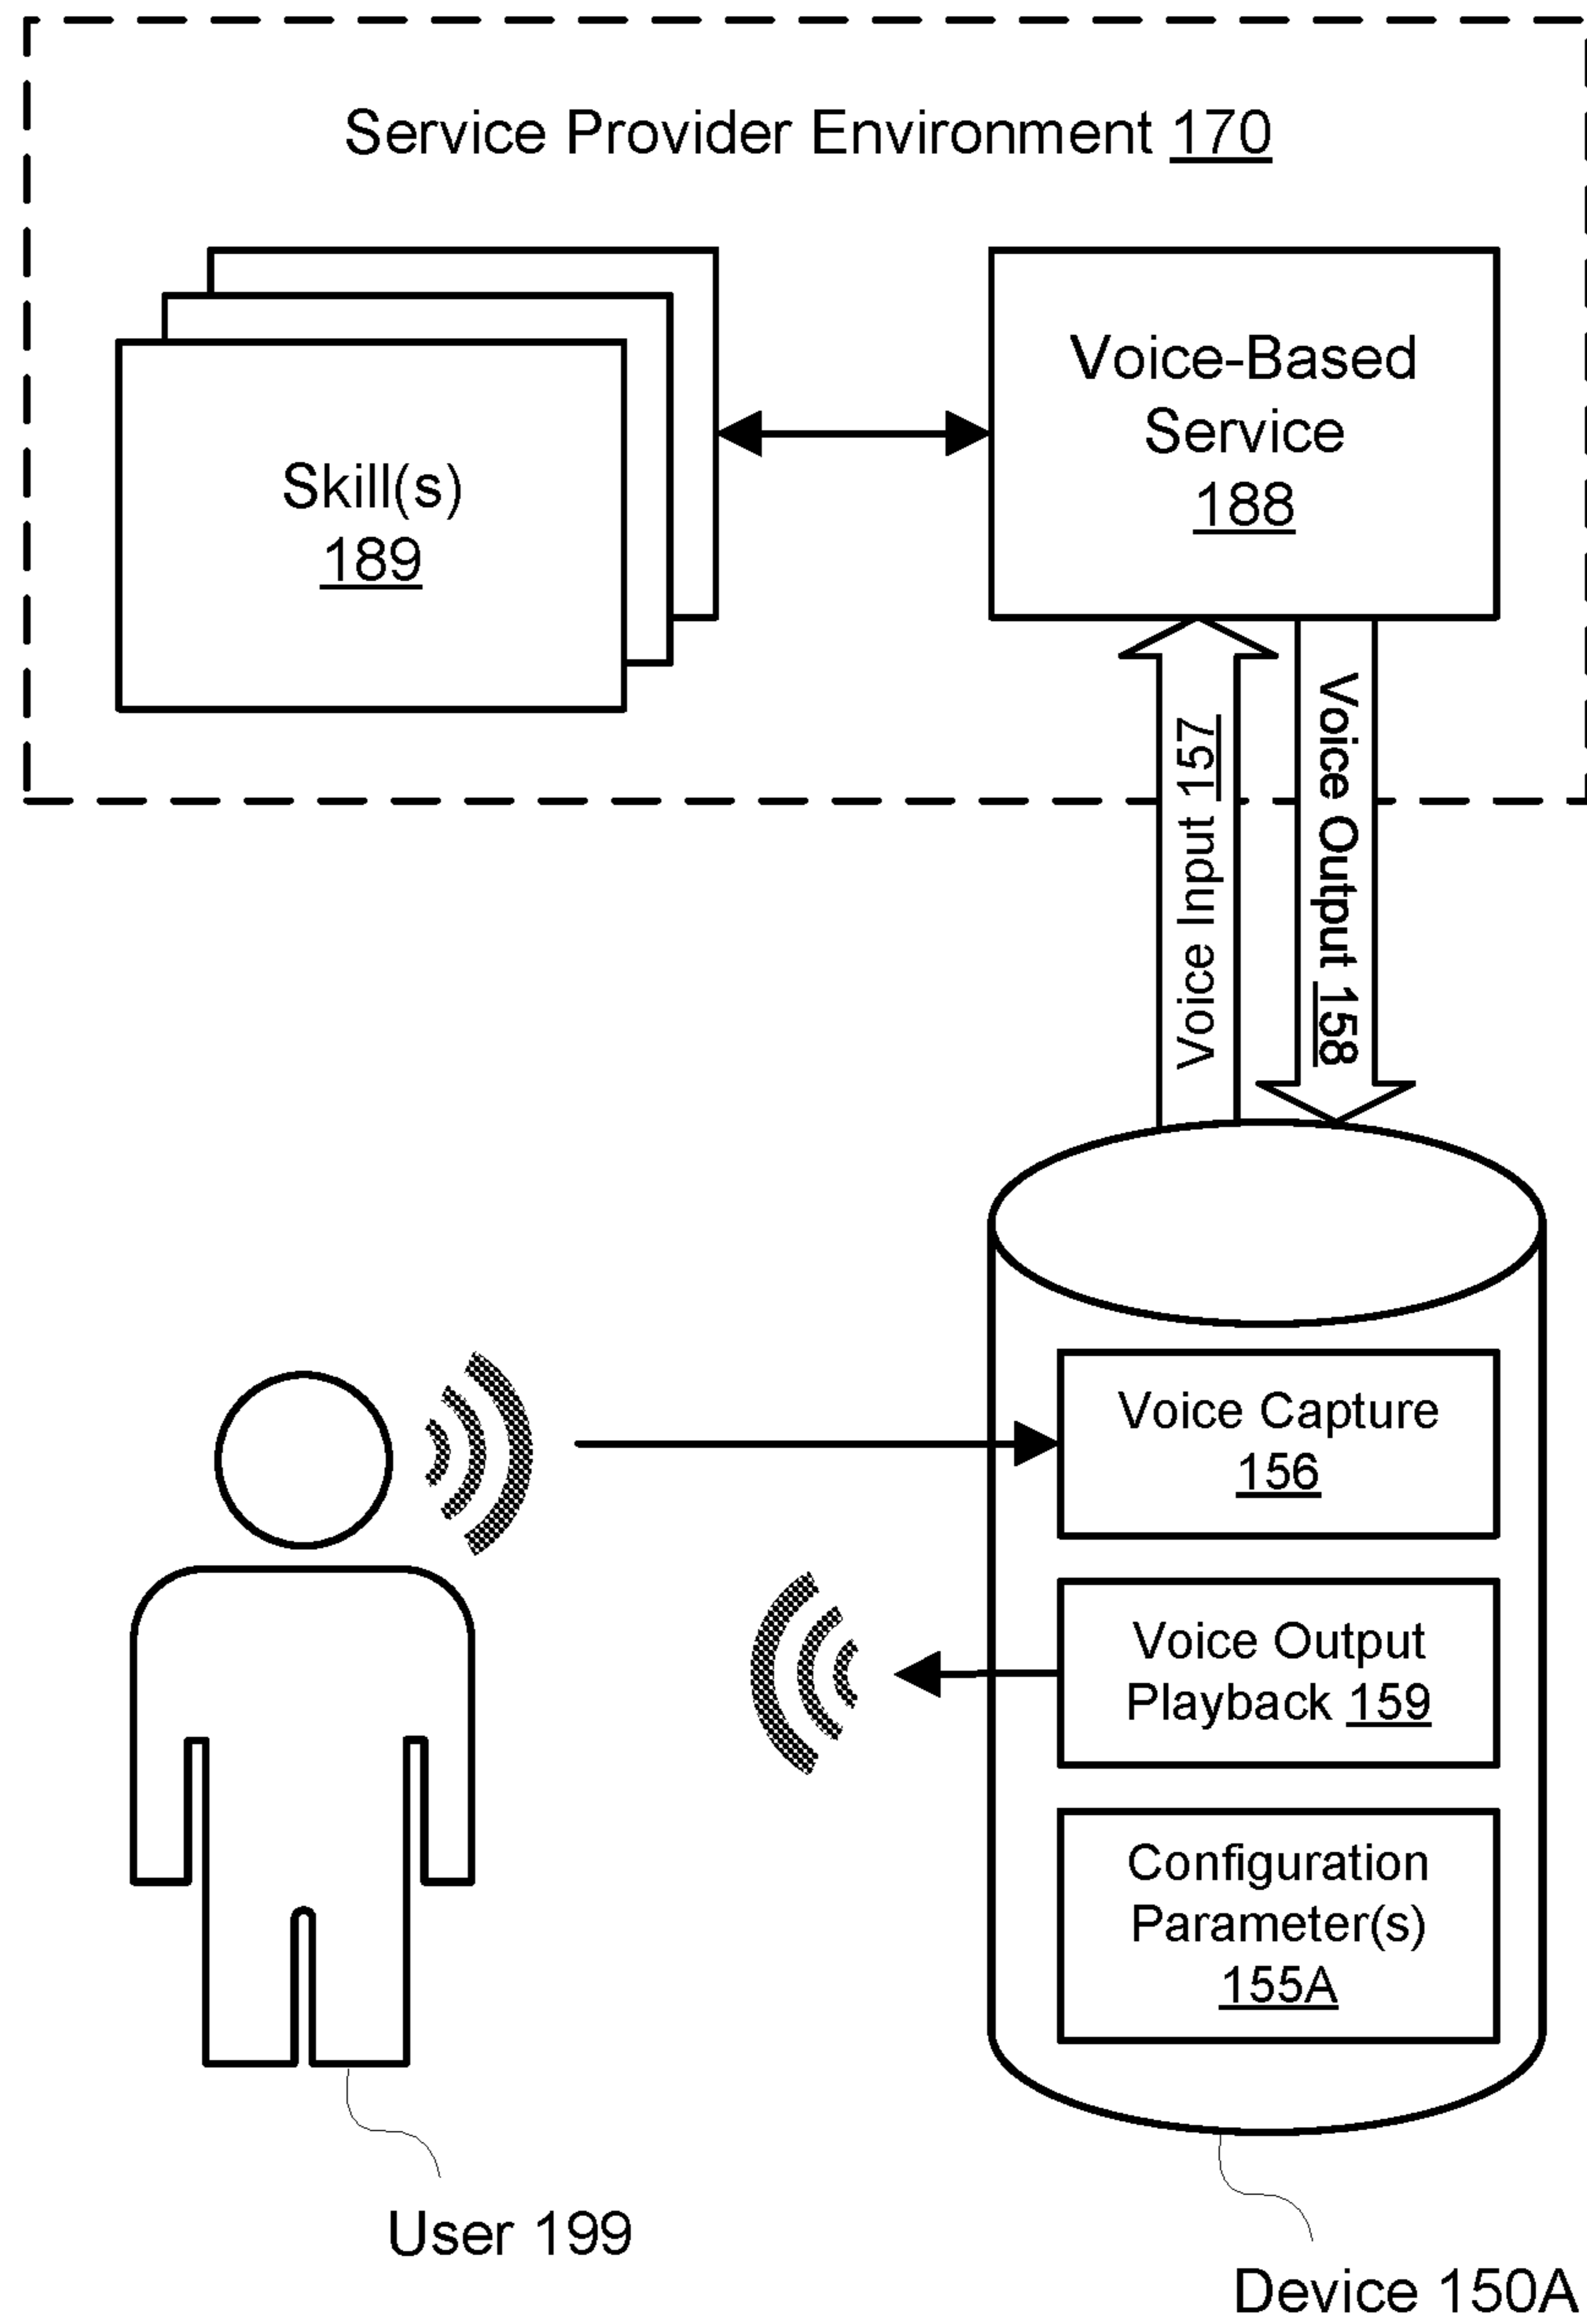 Service Provider Environment 170
Skill(s)
189
Voice-Based
Service
188
Voice Input 157
Voice Output 158
Voice Capture
156
Voice Output
Playback 159
Configuration
Parameter(s)
155A
User 199
Device 150A